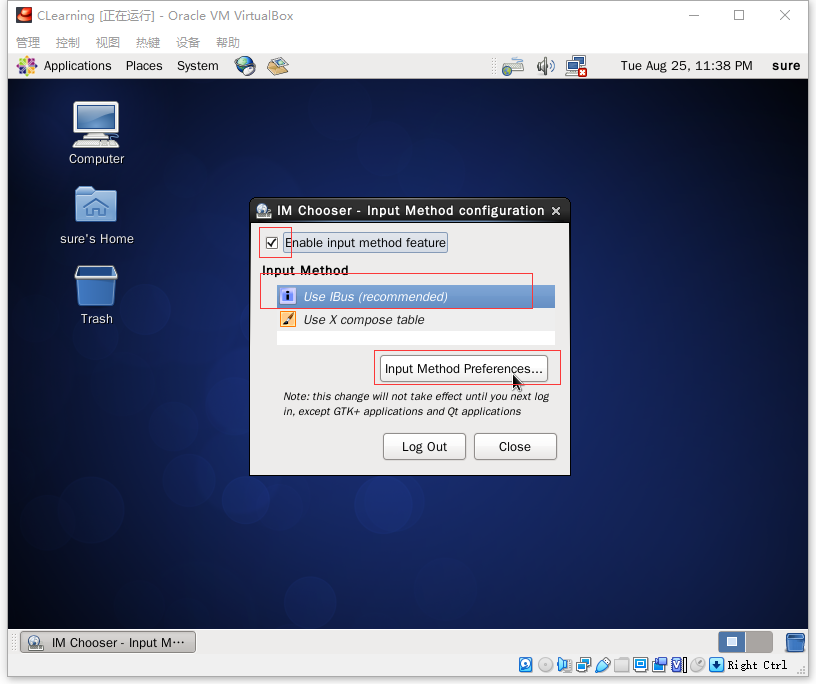 CLearning [正在运行] - Oracle VM VirtualBox
管理 控制 视图 热键 设备 帮助
Applications Places System Tue Aug 25, 11:38 PM sure
Computer
sure's Home
Trash
IM Chooser - Input Method configuration
Enable input method feature
Input Method
Use IBus (recommended)
Use X compose table
Input Method Preferences...
Note: this change will not take effect until you next log
in, except GTK+ applications and Qt applications
Log Out Close
IM Chooser - Input M···
Right Ctrl